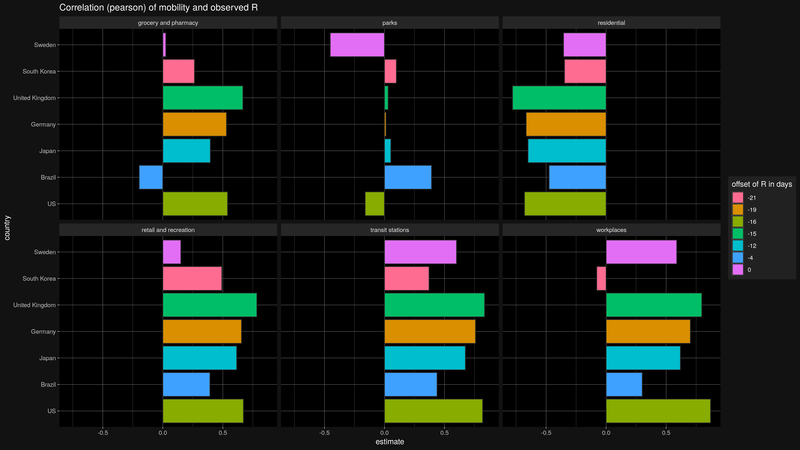 Correlation (pearson) of mobility and observed R
grocery and pharmacy
parks
residential
Sweden
South Korea
United Kingdom
Germany
Japan
Brazil
US
retail and recreation
transit stations
workplaces
Sweden
South Korea
United Kingdom
Germany
Japan
Brazil
US
-0.5 0.0 0.5
-0.5 0.0 0.5
-0.5 0.0 0.5
estimate
country
offset of R in days
-21
-19
-16
-15
-12
-4
0